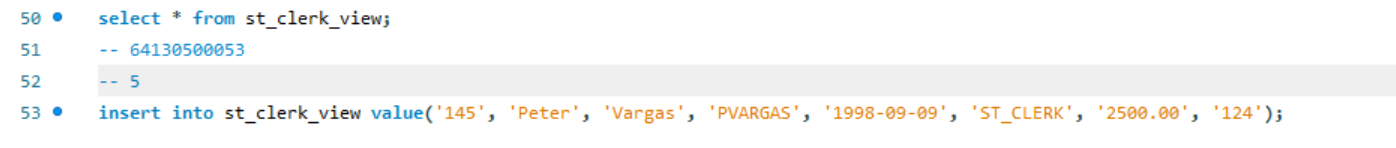 50 select * from st_clerk_view;
51 -- 64130500053
52 -- 5
53 insert into st_clerk_view value('145', 'Peter', 'Vargas', 'PVARGAS', '1998-09-09', 'ST_CLERK', '2500.00', '124');